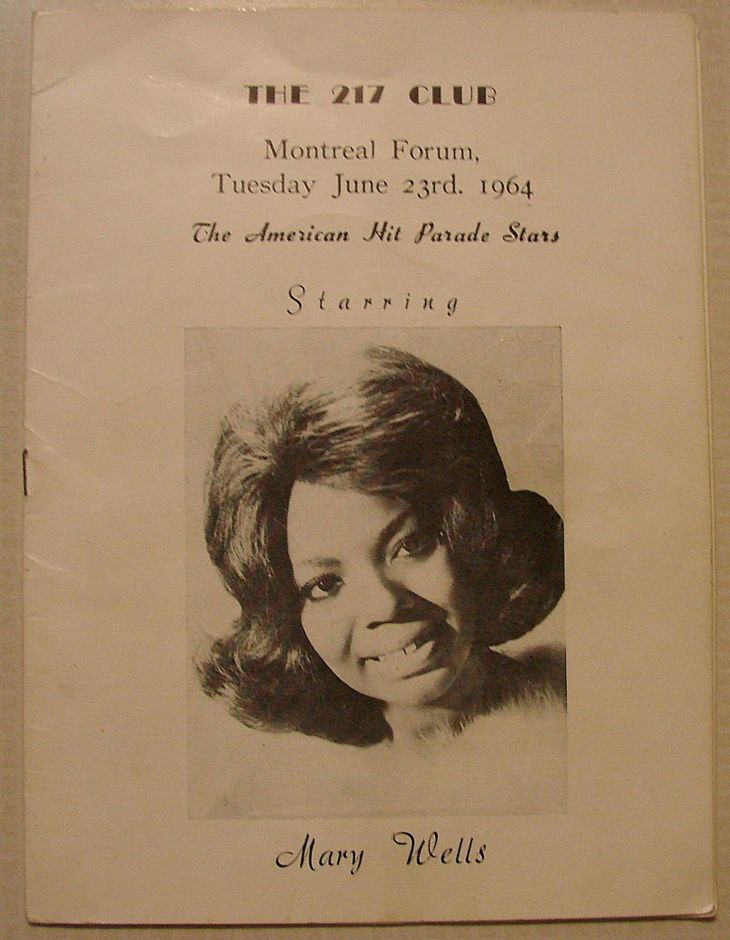 THE 217 CLUB
Montreal Forum,
Tuesday June 23rd. 1964
The American Hit Parade Stars
Starring
Mary Wells